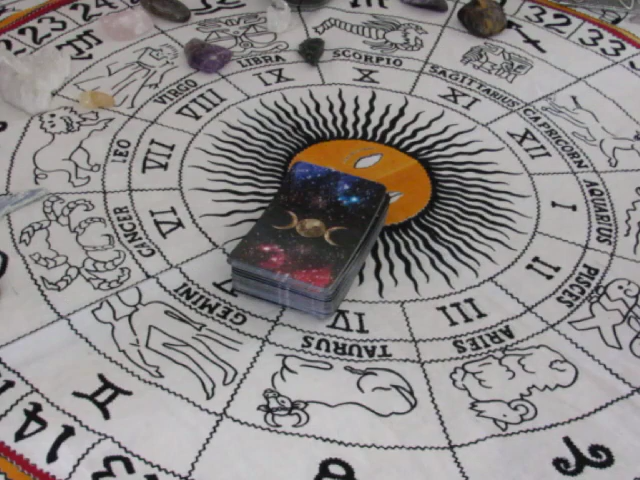 22 23 24
32 33
LIBRA
SCORPIO
SAGITTARIUS
CAPRICORN
AQUARIUS
PISCES
ARIES
TAURUS
GEMINI
CANCER
LEO
VIRGO
IX
X
XI
XII
I
II
III
IV
VI
VII
VIII
14
13